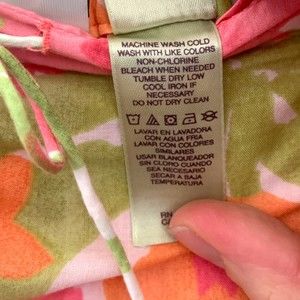 MACHINE WASH COLD
WASH WITH LIKE COLORS
NON-CHLORINE
BLEACH WHEN NEEDED
TUMBLE DRY LOW
COOL IRON IF
NECESSARY
DO NOT DRY CLEAN
LAVAR EN LAVADORA
CON AGUA FRIA
LAVAR CON COLORES
SIMILARES
USAR BLANQUEADOR
SIN CLORO CUANDO
SEA NECESARIO
SECAR A BAJA
TEMPERATURE
RN